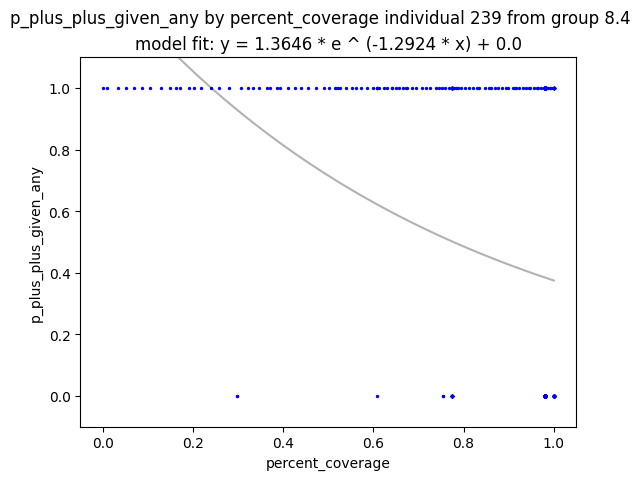 p_plus_plus_given_any by percent_coverage individual 239 from group 8.4
model fit: y = 1.3646 * e ^ (-1.2924 * x) + 0.0
1.0
0.8
0.6
0.4
0.2
0.0
p_plus_plus_given_any
0.0 0.2 0.4 0.6 0.8 1.0
percent_coverage